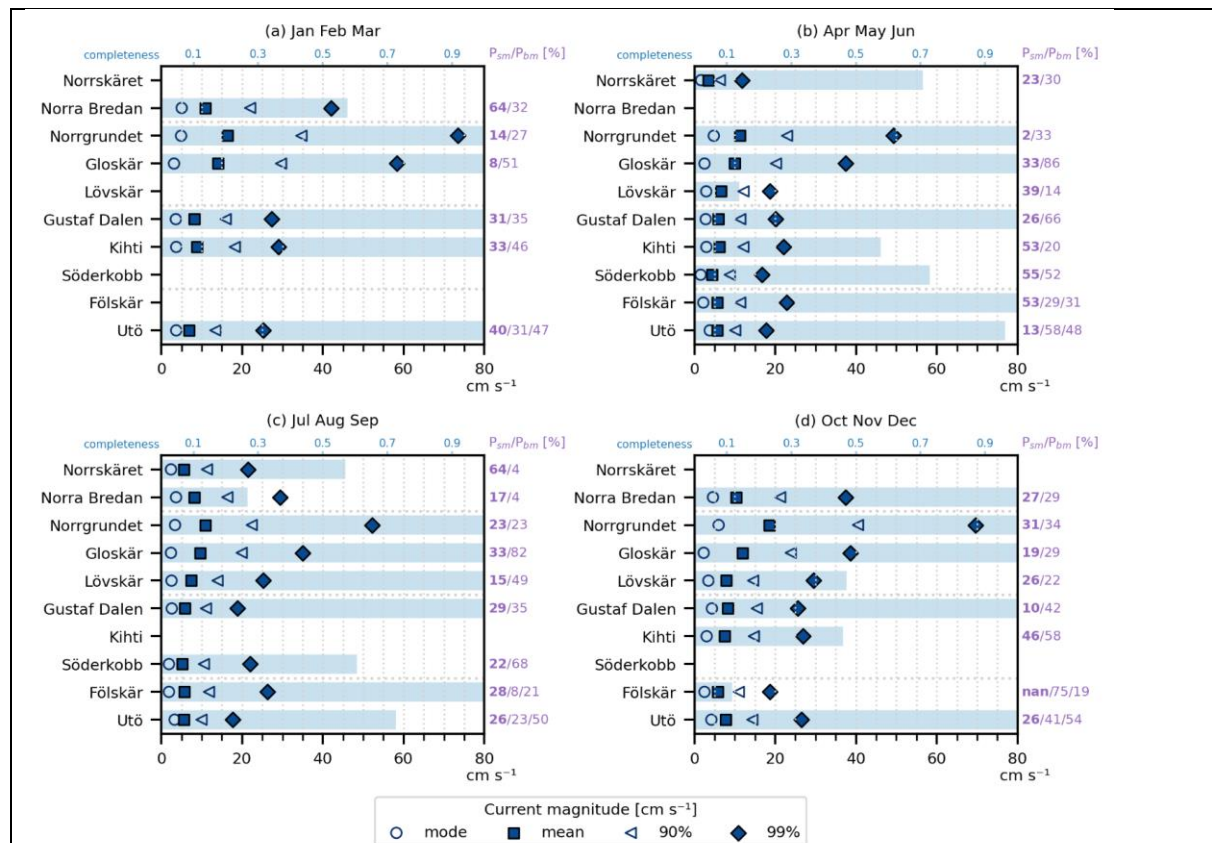 (a) Jan Feb Mar
completeness 0.1 0.3 0.5 0.7 0.9 Psm/Pbm [%]
Norrskäret
Norra Bredan 64/32
Norrgrundet 14/27
Gloskär 8/51
Lövskär
Gustaf Dalen 31/35
Kihti 33/46
Söderkobb
Fölskär
Utö 40/31/47
0 20 40 60 80
cm s⁻¹
(b) Apr May Jun
completeness 0.1 0.3 0.5 0.7 0.9 Psm/Pbm [%]
Norrskäret 23/30
Norra Bredan
Norrgrundet 2/33
Gloskär 33/86
Lövskär 39/14
Gustaf Dalen 26/66
Kihti 53/20
Söderkobb 55/52
Fölskär 53/29/31
Utö 13/58/48
0 20 40 60 80
cm s⁻¹
(c) Jul Aug Sep
completeness 0.1 0.3 0.5 0.7 0.9 Psm/Pbm [%]
Norrskäret 64/4
Norra Bredan 17/4
Norrgrundet 23/23
Gloskär 33/82
Lövskär 15/49
Gustaf Dalen 29/35
Kihti
Söderkobb 22/68
Fölskär 28/8/21
Utö 26/23/50
0 20 40 60 80
cm s⁻¹
(d) Oct Nov Dec
completeness 0.1 0.3 0.5 0.7 0.9 Psm/Pbm [%]
Norrskäret
Norra Bredan 27/29
Norrgrundet 31/34
Gloskär 19/29
Lövskär 26/22
Gustaf Dalen 10/42
Kihti 46/58
Söderkobb
Fölskär nan/75/19
Utö 26/41/54
0 20 40 60 80
cm s⁻¹
Current magnitude [cm s⁻¹]
mode mean 90% 99%